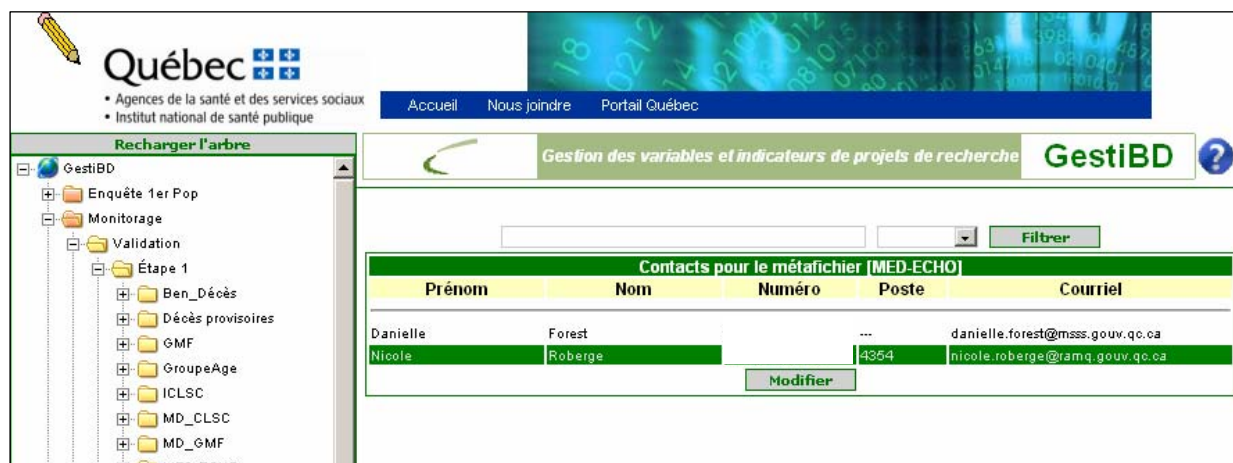 Québec
• Agences de la santé et des services sociaux
• Institut national de santé publique
Accueil Nous joindre Portail Québec
Recharger l'arbre
GestiBD
Enquête 1er Pop
Monitorage
Validation
Étape 1
Ben_Décès
Décès provisoires
GMF
GroupeAge
ICLSC
MD_CLSC
MD_GMF
Gestion des variables et indicateurs de projets de recherche GestiBD ?
Filtrer
Contacts pour le métafichier [MED-ECHO]
Prénom Nom Numéro Poste Courriel
Danielle Forest --- danielle.forest@msss.gouv.qc.ca
Nicole Roberge 4354 nicole.roberge@ramq.gouv.qc.ca
Modifier